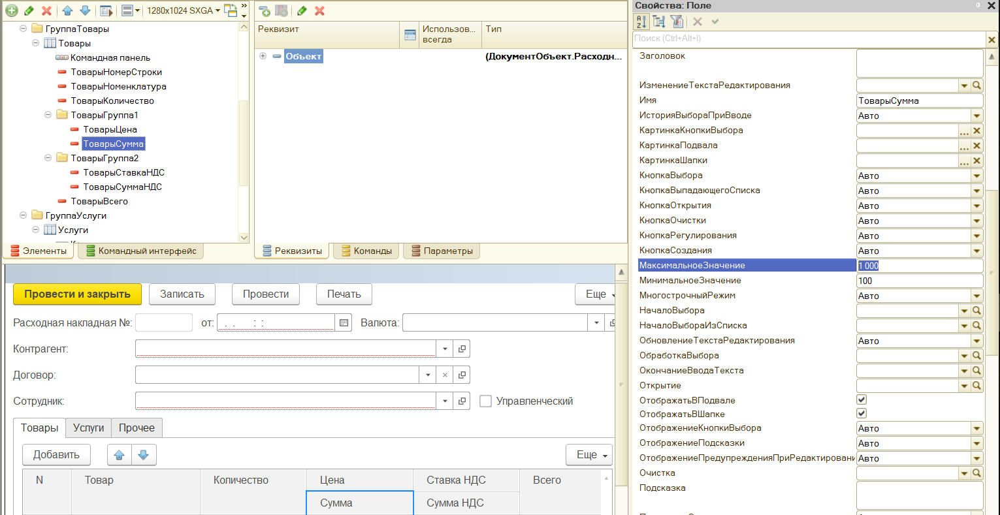 1280x1024 SXGA
ГруппаТовары
Товары
Командная панель
ТоварыНомерСтроки
ТоварыНоменклатура
ТоварыКоличество
ТоварыГруппа1
ТоварыЦена
ТоварыСумма
ТоварыГруппа2
ТоварыСтавкаНДС
ТоварыСуммаНДС
ТоварыВсего
ГруппаУслуги
Услуги
Элементы
Командный интерфейс
Реквизит
Использов...
всегда
Тип
Объект
(ДокументОбъект.Расходн...
Реквизиты
Команды
Параметры
Провести и закрыть
Записать
Провести
Печать
Еще
Расходная накладная №:
от:
. . : :
Валюта:
Контрагент:
Договор:
Сотрудник:
Управленческий
Товары
Услуги
Прочее
Добавить
Еще
N
Товар
Количество
Цена
Ставка НДС
Всего
Сумма
Сумма НДС
Свойства: Поле
Поиск (Ctrl+Alt+I)
Заголовок
ИзменениеТекстаРедактирования
Имя ТоварыСумма
ИсторияВыбораПриВводе Авто
КартинкаКнопкиВыбора ...
КартинкаПодвала ...
КартинкаШапки ...
КнопкаВыбора Авто
КнопкаВыпадающегоСписка Авто
КнопкаОткрытия Авто
КнопкаОчистки Авто
КнопкаРегулирования Авто
КнопкаСоздания Авто
МаксимальноеЗначение 1 000
МинимальноеЗначение 100
МногострочныйРежим Авто
НачалоВыбора
НачалоВыбораИзСписка
ОбновлениеТекстаРедактирования Авто
ОбработкаВыбора
ОкончаниеВводаТекста
Открытие
ОтображатьВПодвале
ОтображатьВШапке
ОтображениеКнопкиВыбора Авто
ОтображениеПодсказки Авто
ОтображениеПредупрежденияПриРедактировани Авто
Очистка
Подсказка